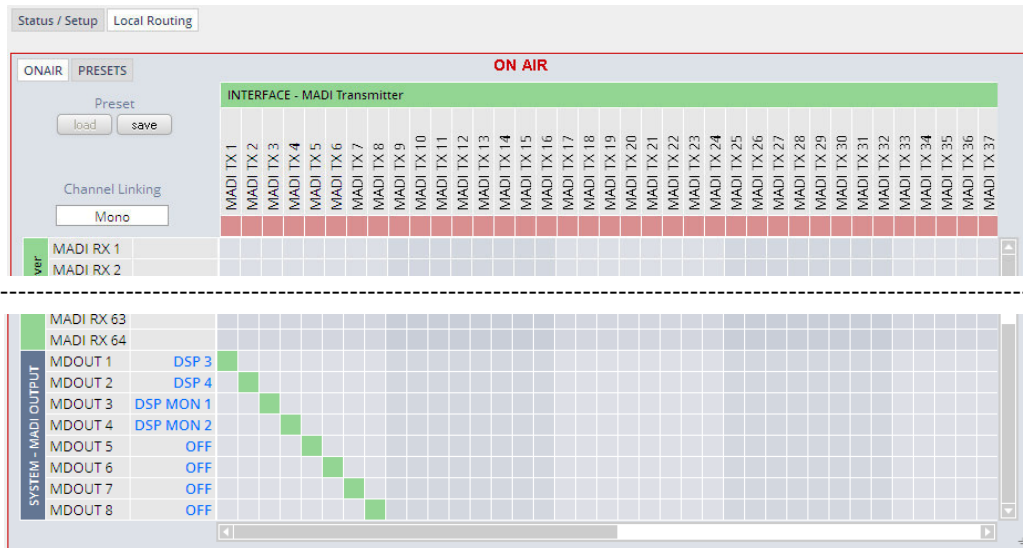 Status / Setup Local Routing
ON AIR
ONAIR PRESETS
INTERFACE - MADI Transmitter
Preset
load save
Channel Linking
Mono
MADI TX 1
MADI TX 2
MADI TX 3
MADI TX 4
MADI TX 5
MADI TX 6
MADI TX 7
MADI TX 8
MADI TX 9
MADI TX 10
MADI TX 11
MADI TX 12
MADI TX 13
MADI TX 14
MADI TX 15
MADI TX 16
MADI TX 17
MADI TX 18
MADI TX 19
MADI TX 20
MADI TX 21
MADI TX 22
MADI TX 23
MADI TX 24
MADI TX 25
MADI TX 26
MADI TX 27
MADI TX 28
MADI TX 29
MADI TX 30
MADI TX 31
MADI TX 32
MADI TX 33
MADI TX 34
MADI TX 35
MADI TX 36
MADI TX 37
ver
MADI RX 1
MADI RX 2
MADI RX 63
MADI RX 64
SYSTEM - MADI OUTPUT
MDOUT 1 DSP 3
MDOUT 2 DSP 4
MDOUT 3 DSP MON 1
MDOUT 4 DSP MON 2
MDOUT 5 OFF
MDOUT 6 OFF
MDOUT 7 OFF
MDOUT 8 OFF